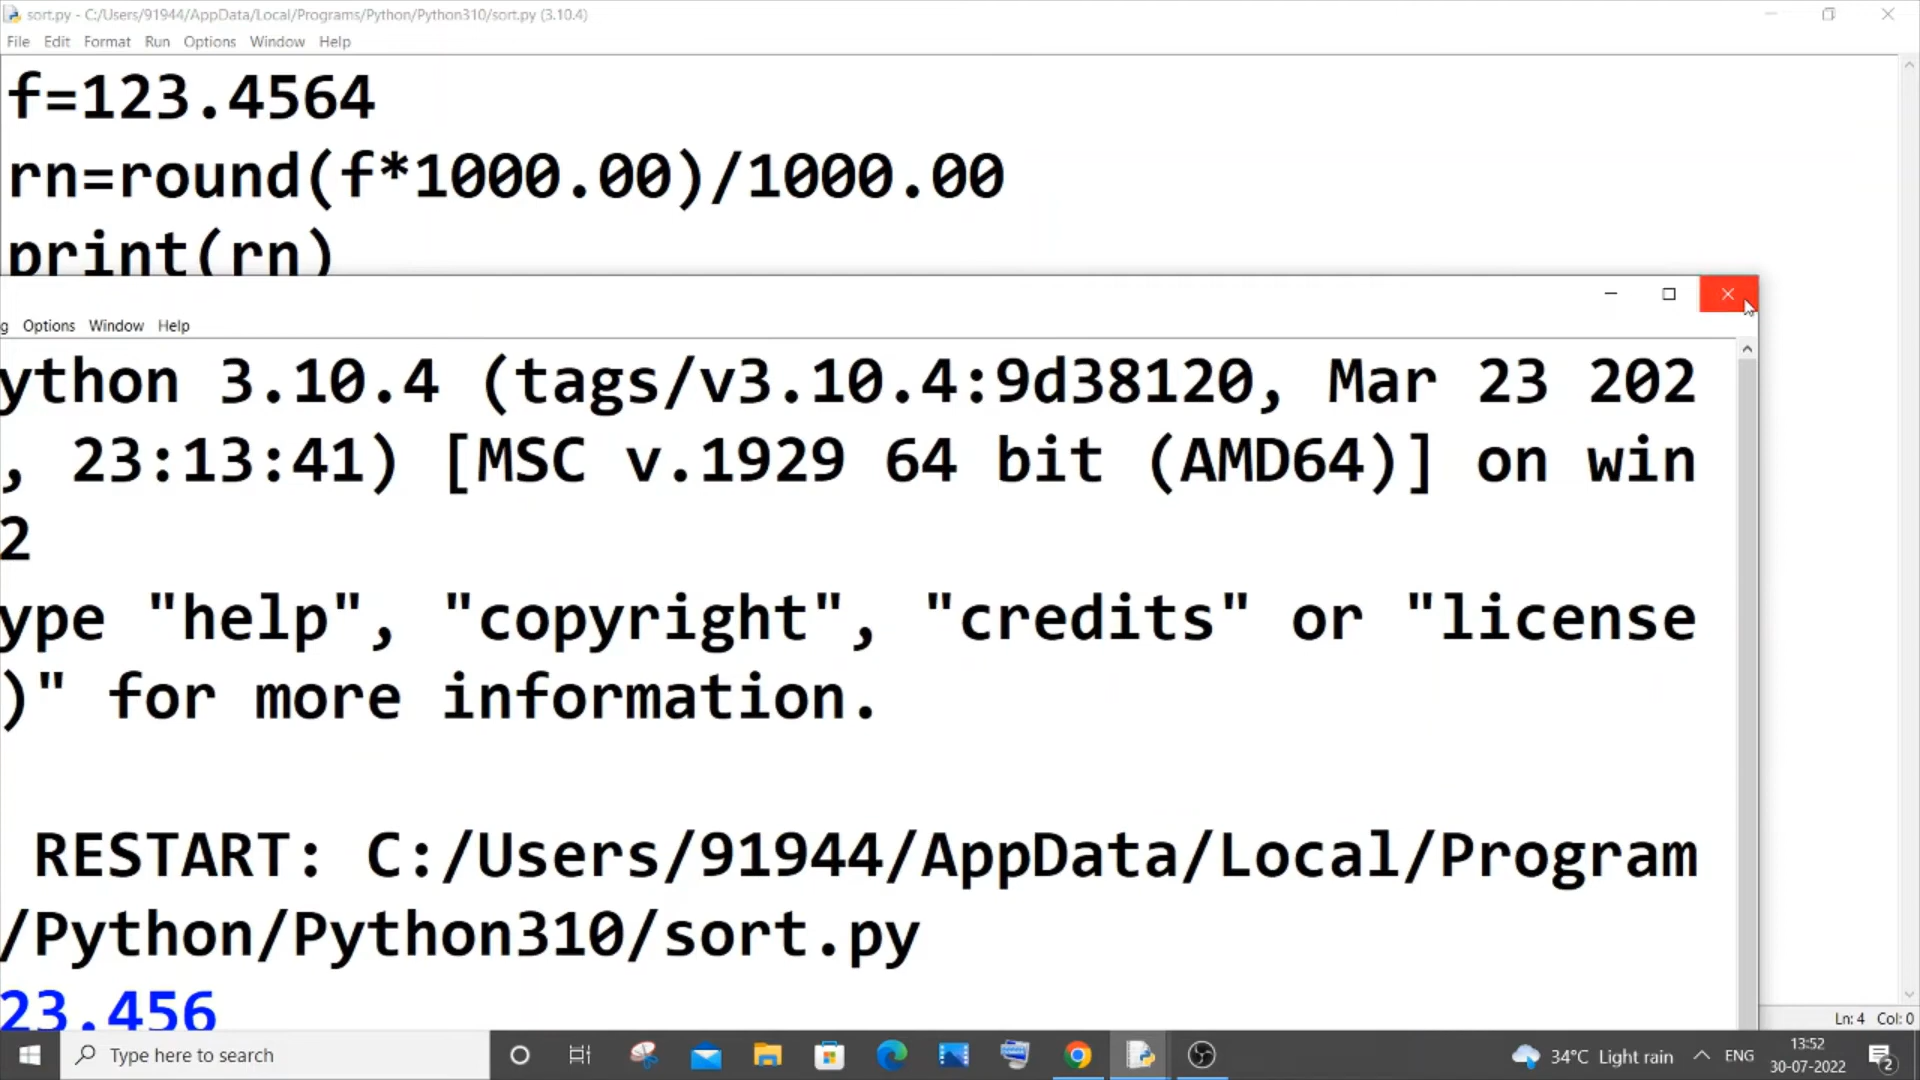 sort.py - C:/Users/91944/AppData/Local/Programs/Python/Python310/sort.py (3.10.4)
File Edit Format Run Options Window Help
f=123.4564
rn=round(f*1000.00)/1000.00
print(rn)
g Options Window Help
ython 3.10.4 (tags/v3.10.4:9d38120, Mar 23 202
, 23:13:41) [MSC v.1929 64 bit (AMD64)] on win
2
ype "help", "copyright", "credits" or "license
)" for more information.
RESTART: C:/Users/91944/AppData/Local/Program
/Python/Python310/sort.py
23.456
Ln: 4 Col: 0
Type here to search
34°C Light rain
ENG
13:52
30-07-2022
2